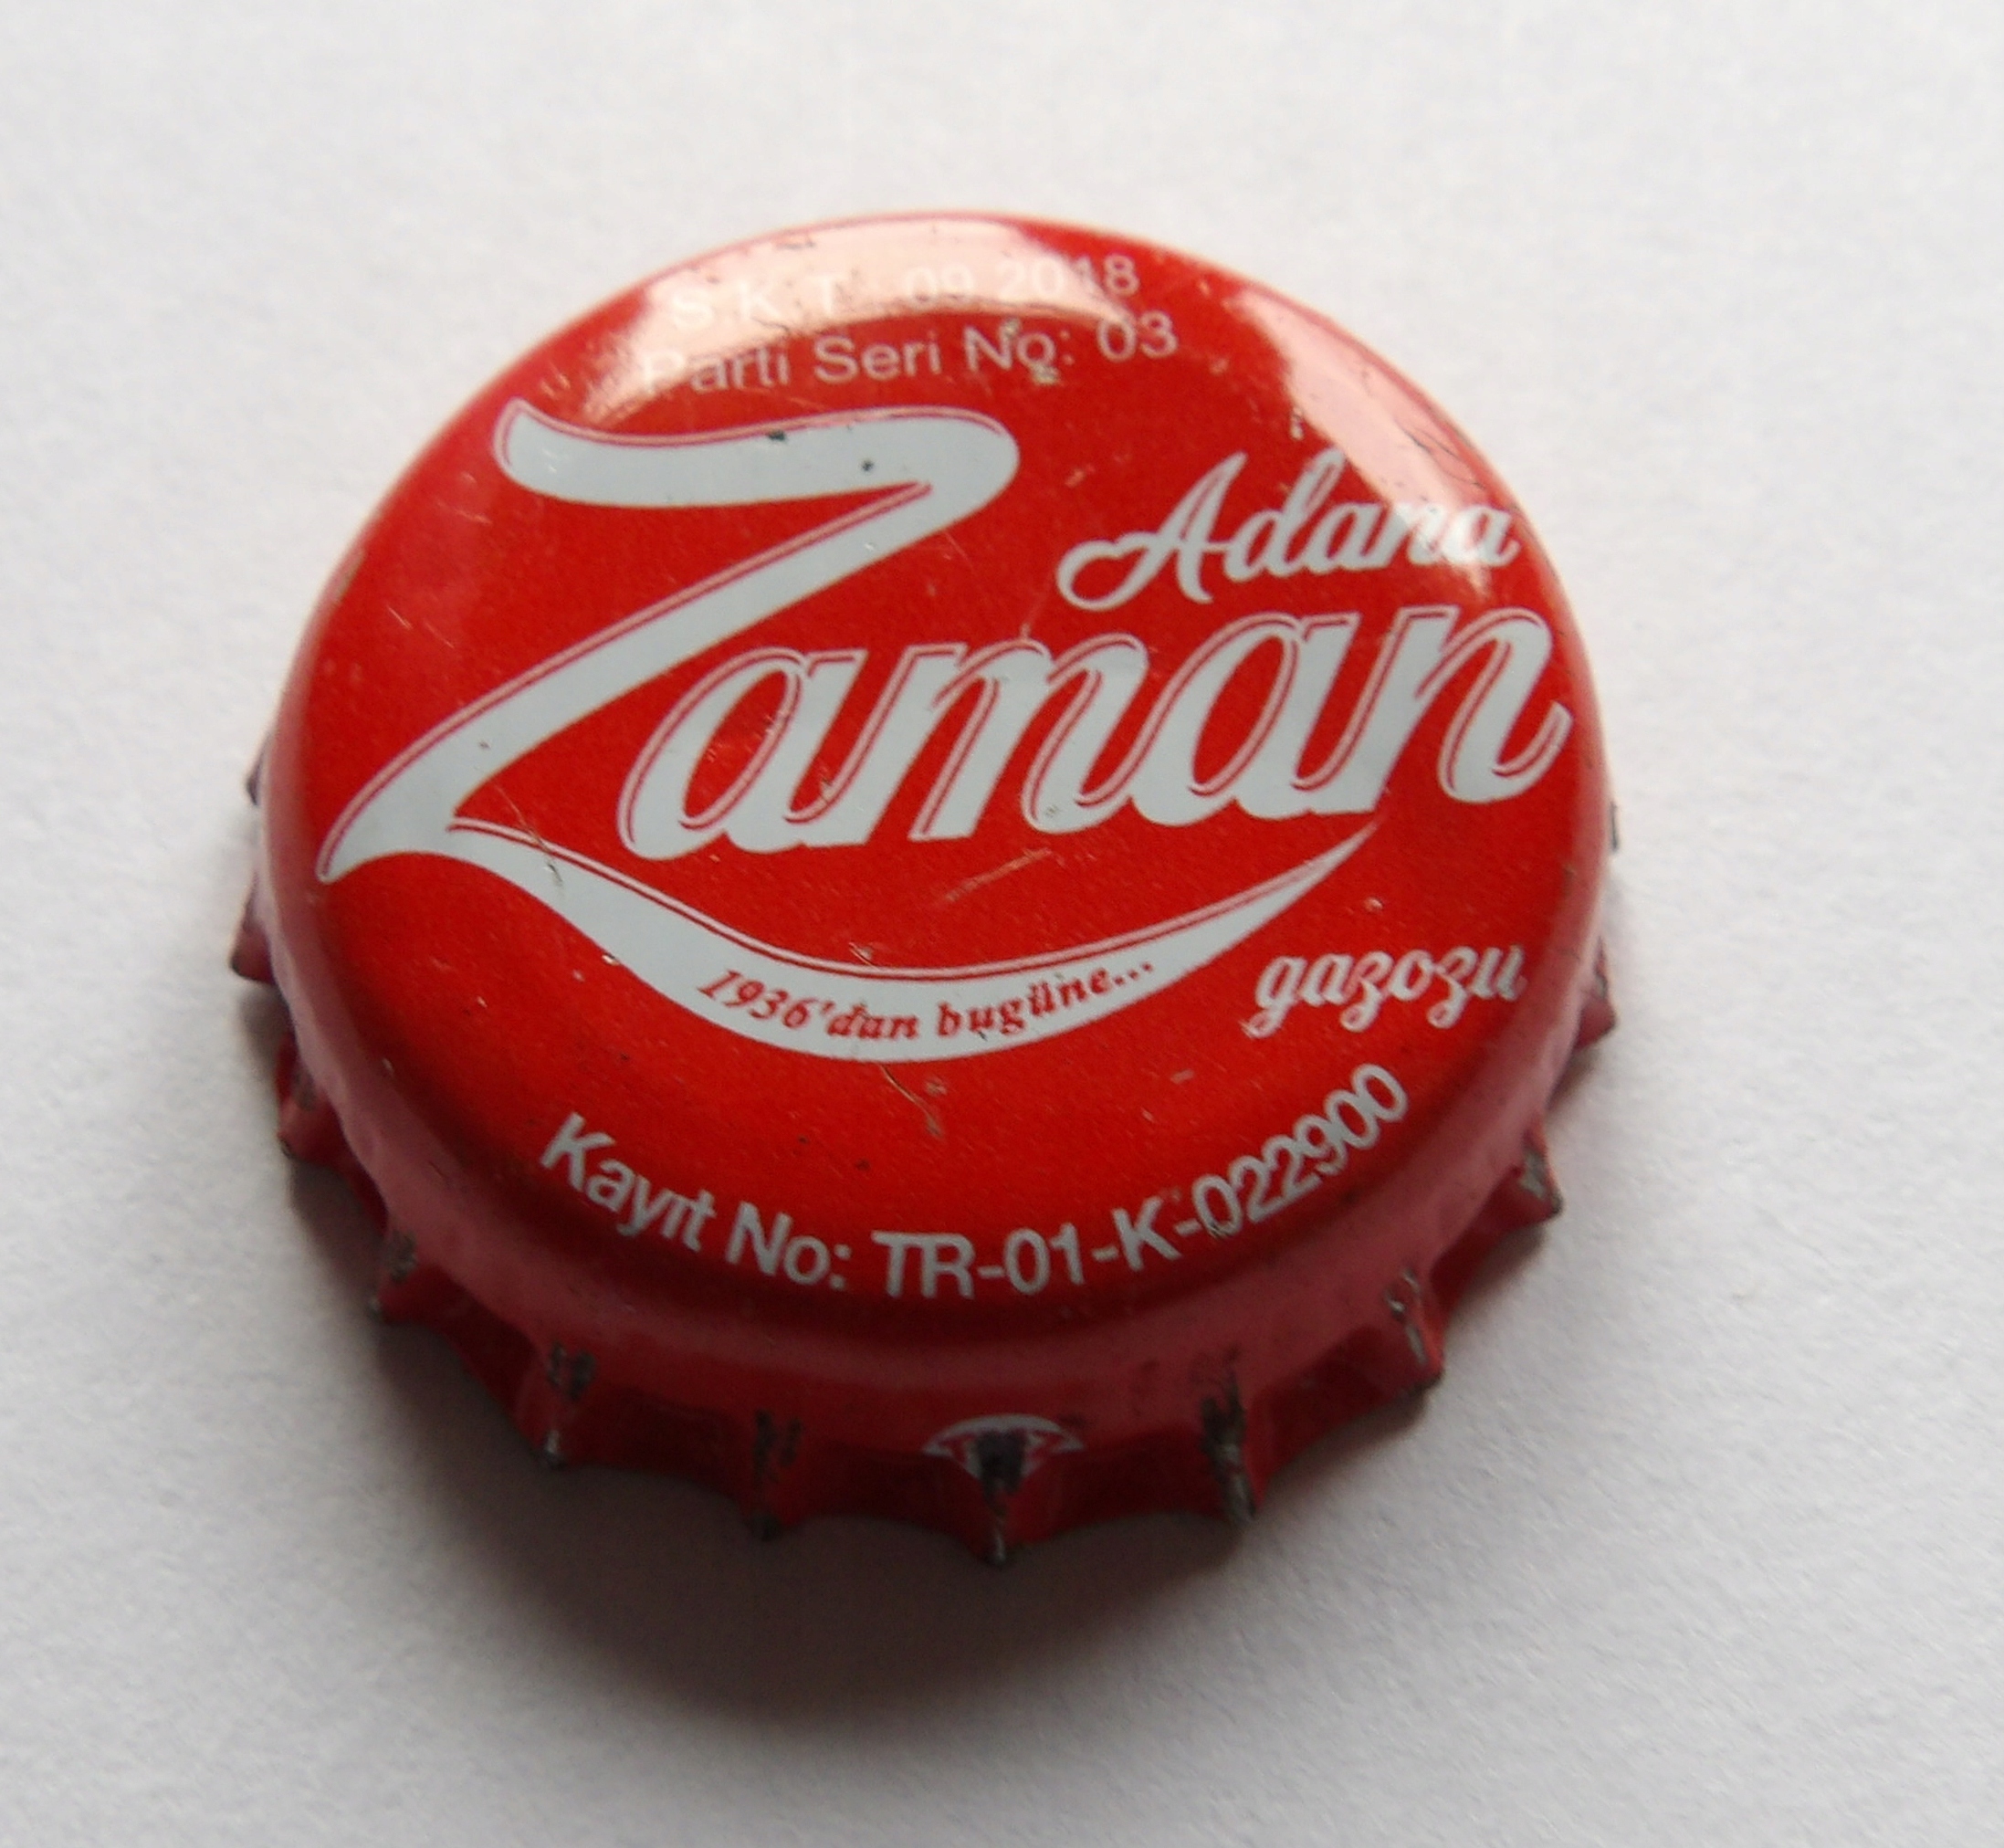 S.K.T.: 09.2018
Parti Seri No: 03
Adana
Zaman
1936'dan bugüne...
gazozu
Kayıt No: TR-01-K-022900